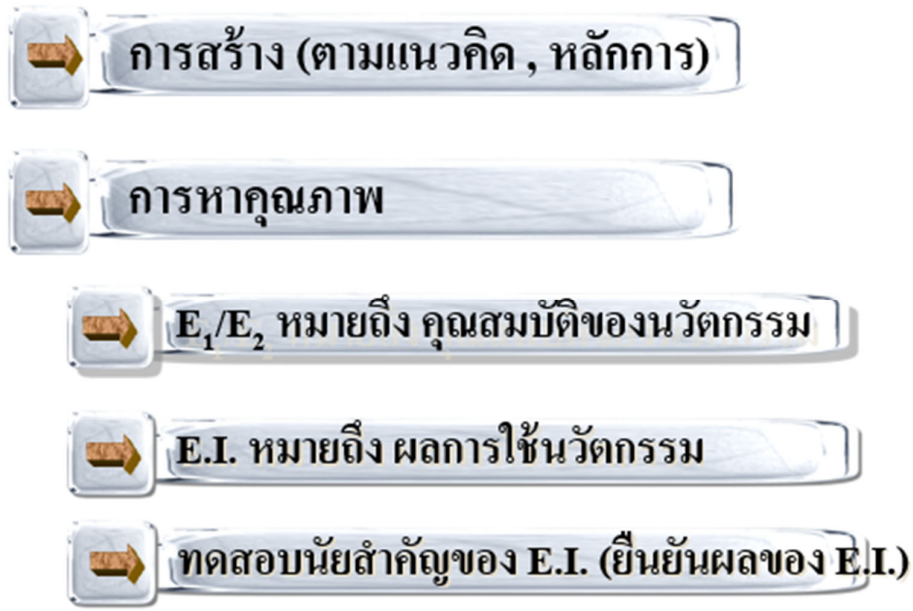 การสร้าง (ตามแนวคิด , หลักการ)
การหาคุณภาพ
E₁/E₂ หมายถึง คุณสมบัติของนวัตกรรม
E.I. หมายถึง ผลการใช้นวัตกรรม
ทดสอบนัยสำคัญของ E.I. (ยืนยันผลของ E.I.)